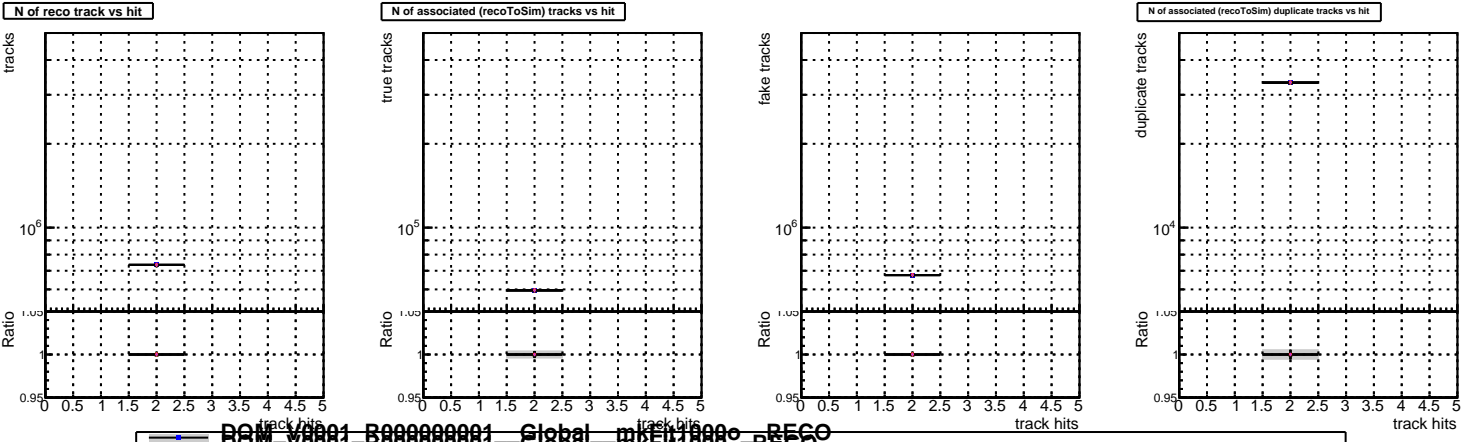 N of reco track vs hit
N of associated (recoToSim) tracks vs hit
N of associated (recoToSim) duplicate tracks vs hit
tracks
true tracks
fake tracks
duplicate tracks
10^6
10^5
10^6
10^4
1.05
1.05
1.05
1.05
Ratio
Ratio
Ratio
Ratio
1
1
1
1
0.95
0.95
0.95
0.95
0 0.5 1 1.5 2 2.5 3 3.5 4 4.5 5
0 0.5 1 1.5 2 2.5 3 3.5 4 4.5 5
0 0.5 1 1.5 2 2.5 3 3.5 4 4.5 5
0 0.5 1 1.5 2 2.5 3 3.5 4 4.5 5
track hits
track hits
track hits
track hits